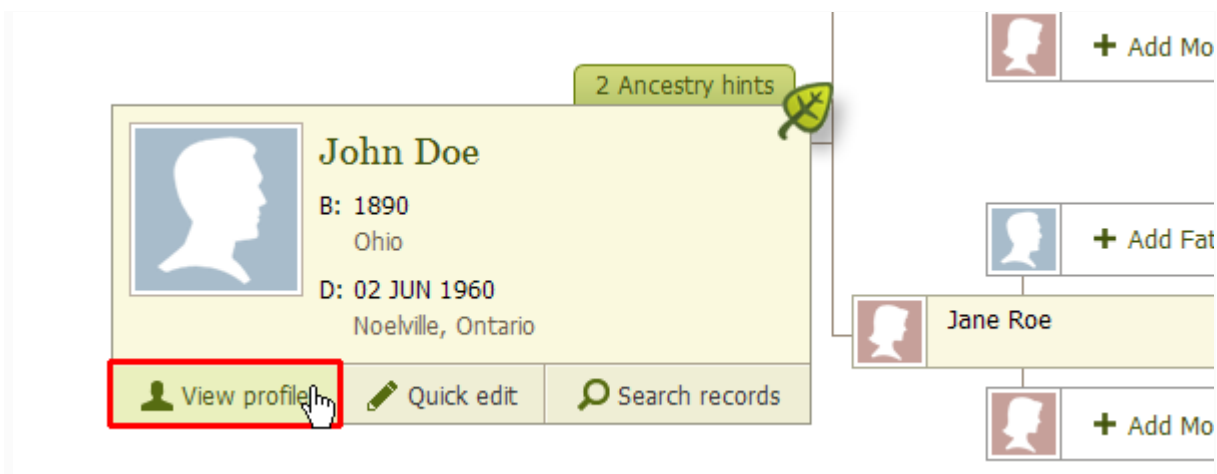 + Add Mo
2 Ancestry hints
John Doe
B: 1890
Ohio
D: 02 JUN 1960
Noelville, Ontario
View profile
Quick edit
Search records
+ Add Fat
Jane Roe
+ Add Mo